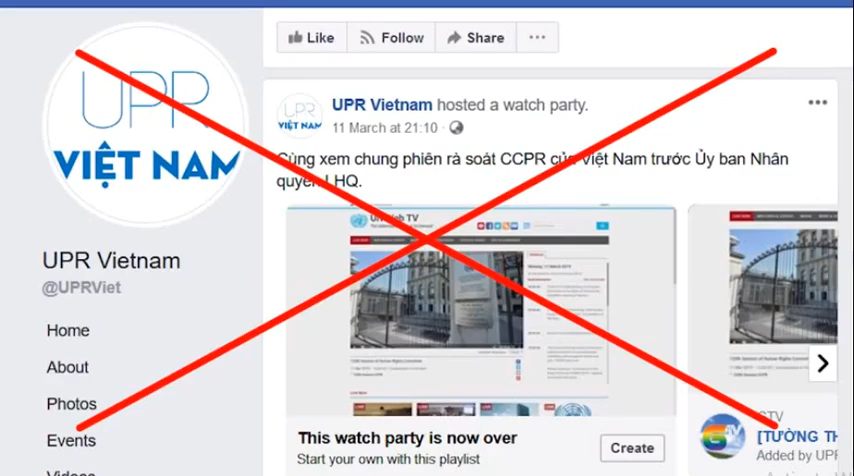 Like
Follow
Share
UPR
VIỆT NAM
UPR Vietnam
@UPRViet
Home
About
Photos
Events
UPR
VIỆT NAM
UPR Vietnam hosted a watch party.
11 March at 21:10
Cùng xem chung phiên rà soát CCPR của Việt Nam trước Ủy ban Nhân
quyền LHQ.
This watch party is now over
Start your own with this playlist
Create
GTV
[TƯỜNG TH
Added by UPR